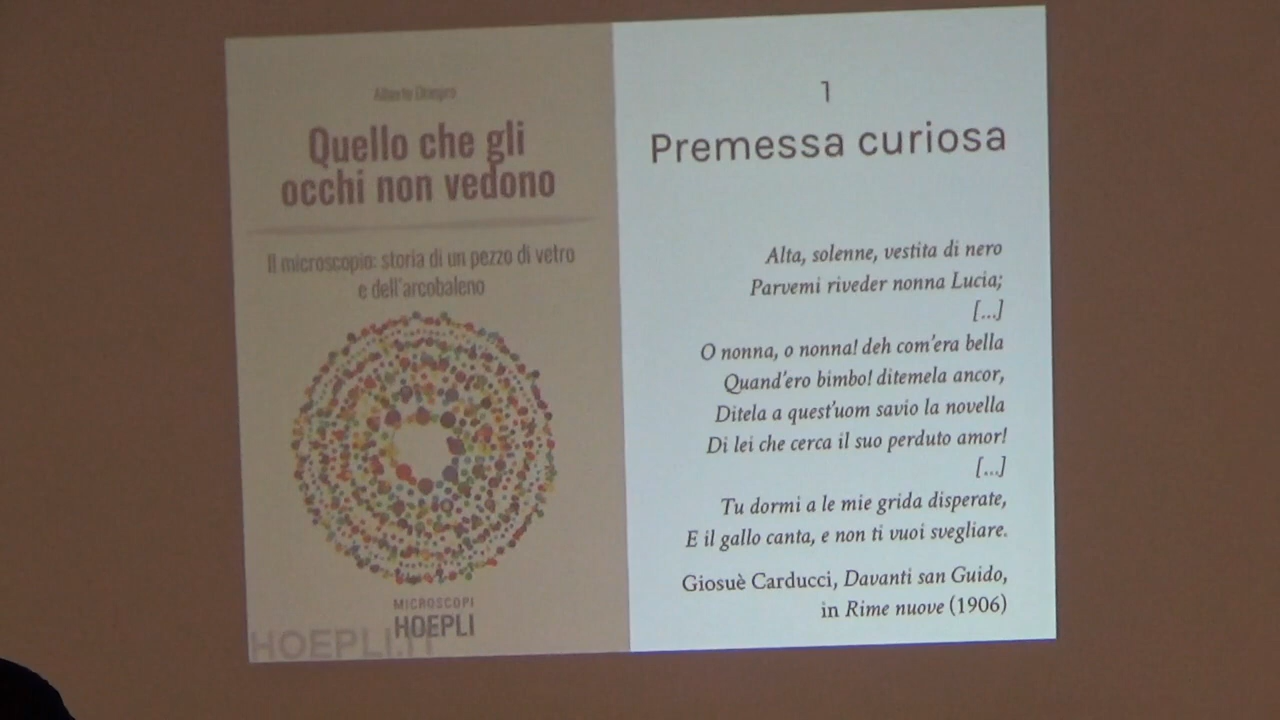 Alberto Diaspro
Quello che gli
occhi non vedono
Il microscopio: storia di un pezzo di vetro
e dell'arcobaleno
MICROSCOPI
HOEPLI
HOEPLI.IT
1
Premessa curiosa
Alta, solenne, vestita di nero
Parvemi riveder nonna Lucia;
[...]
O nonna, o nonna! deh com'era bella
Quand'ero bimbo! ditemela ancor,
Ditela a quest'uom savio la novella
Di lei che cerca il suo perduto amor!
[...]
Tu dormi a le mie grida disperate,
E il gallo canta, e non ti vuoi svegliare.
Giosuè Carducci, Davanti san Guido,
in Rime nuove (1906)